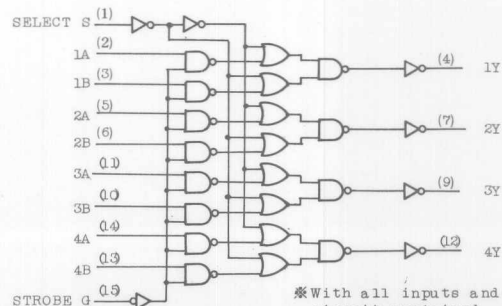 SELECT S (1)
1A (2)
1B (3)
(4) 1Y
2A (5)
2B (6)
(7) 2Y
3A (11)
3B (10)
(9) 3Y
4A (14)
4B (13)
(12) 4Y
STROBE G (15)
※With all inputs and